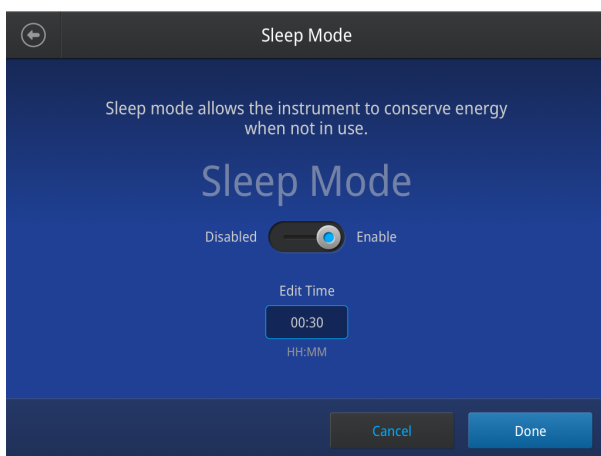 Sleep Mode
Sleep mode allows the instrument to conserve energy
when not in use.
Sleep Mode
Disabled Enable
Edit Time
00:30
HH:MM
Cancel Done